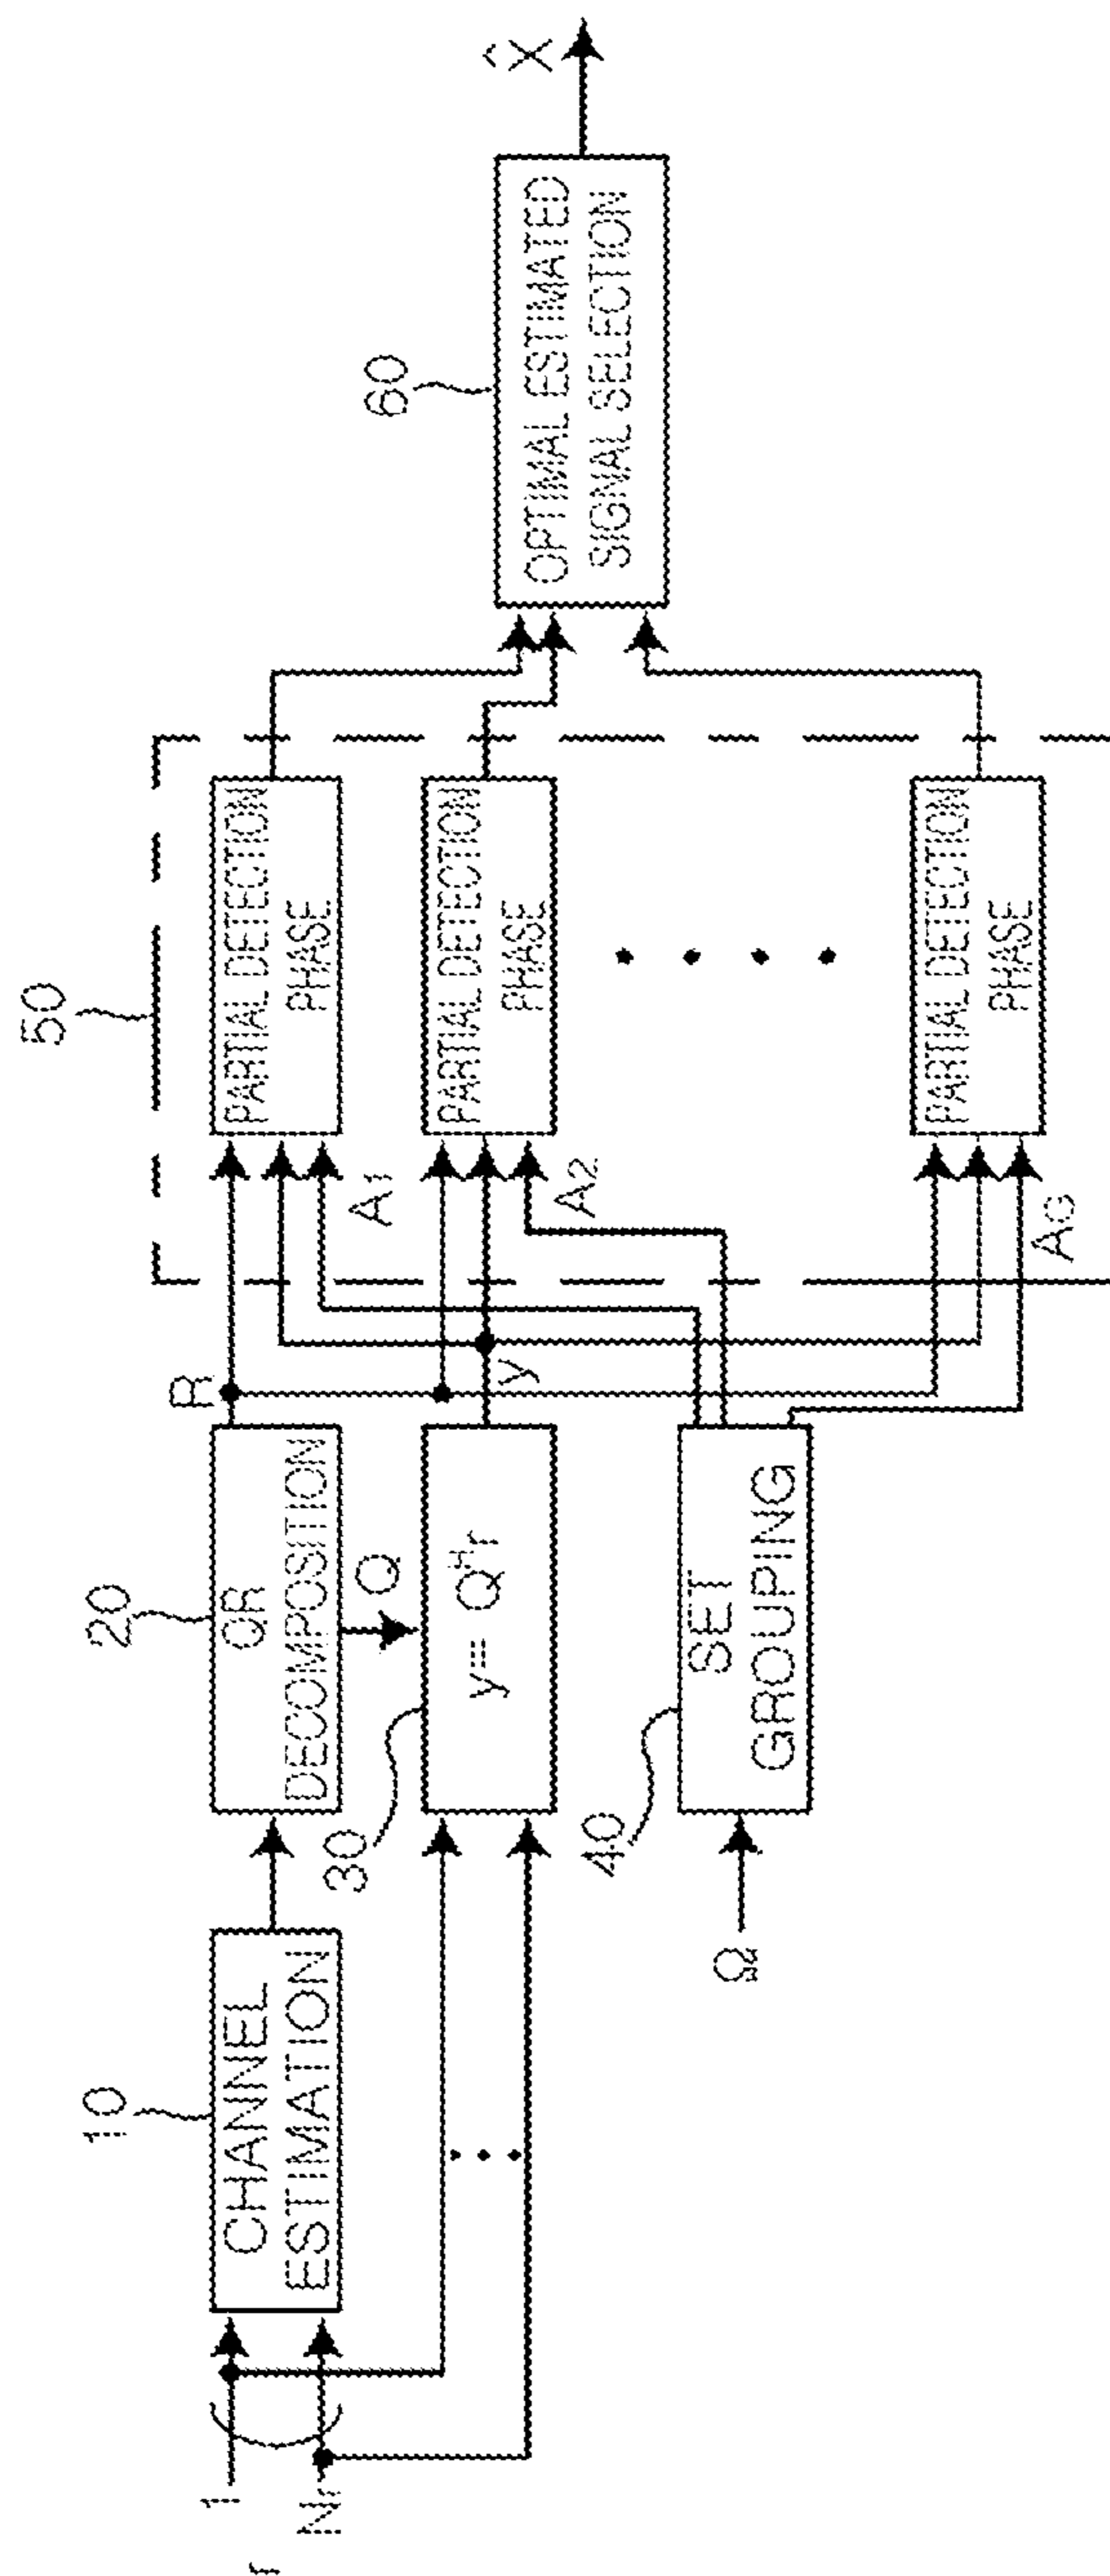 r
1
Nr
10
CHANNEL
ESTIMATION
20
QR
DECOMPOSITION
R
Q
30
y= Qᴴr
y
40
SET
GROUPING
Ω
50
A1
PARTIAL DETECTION
PHASE
A2
PARTIAL DETECTION
PHASE
AG
PARTIAL DETECTION
PHASE
60
OPTIMAL ESTIMATED
SIGNAL SELECTION
X̂